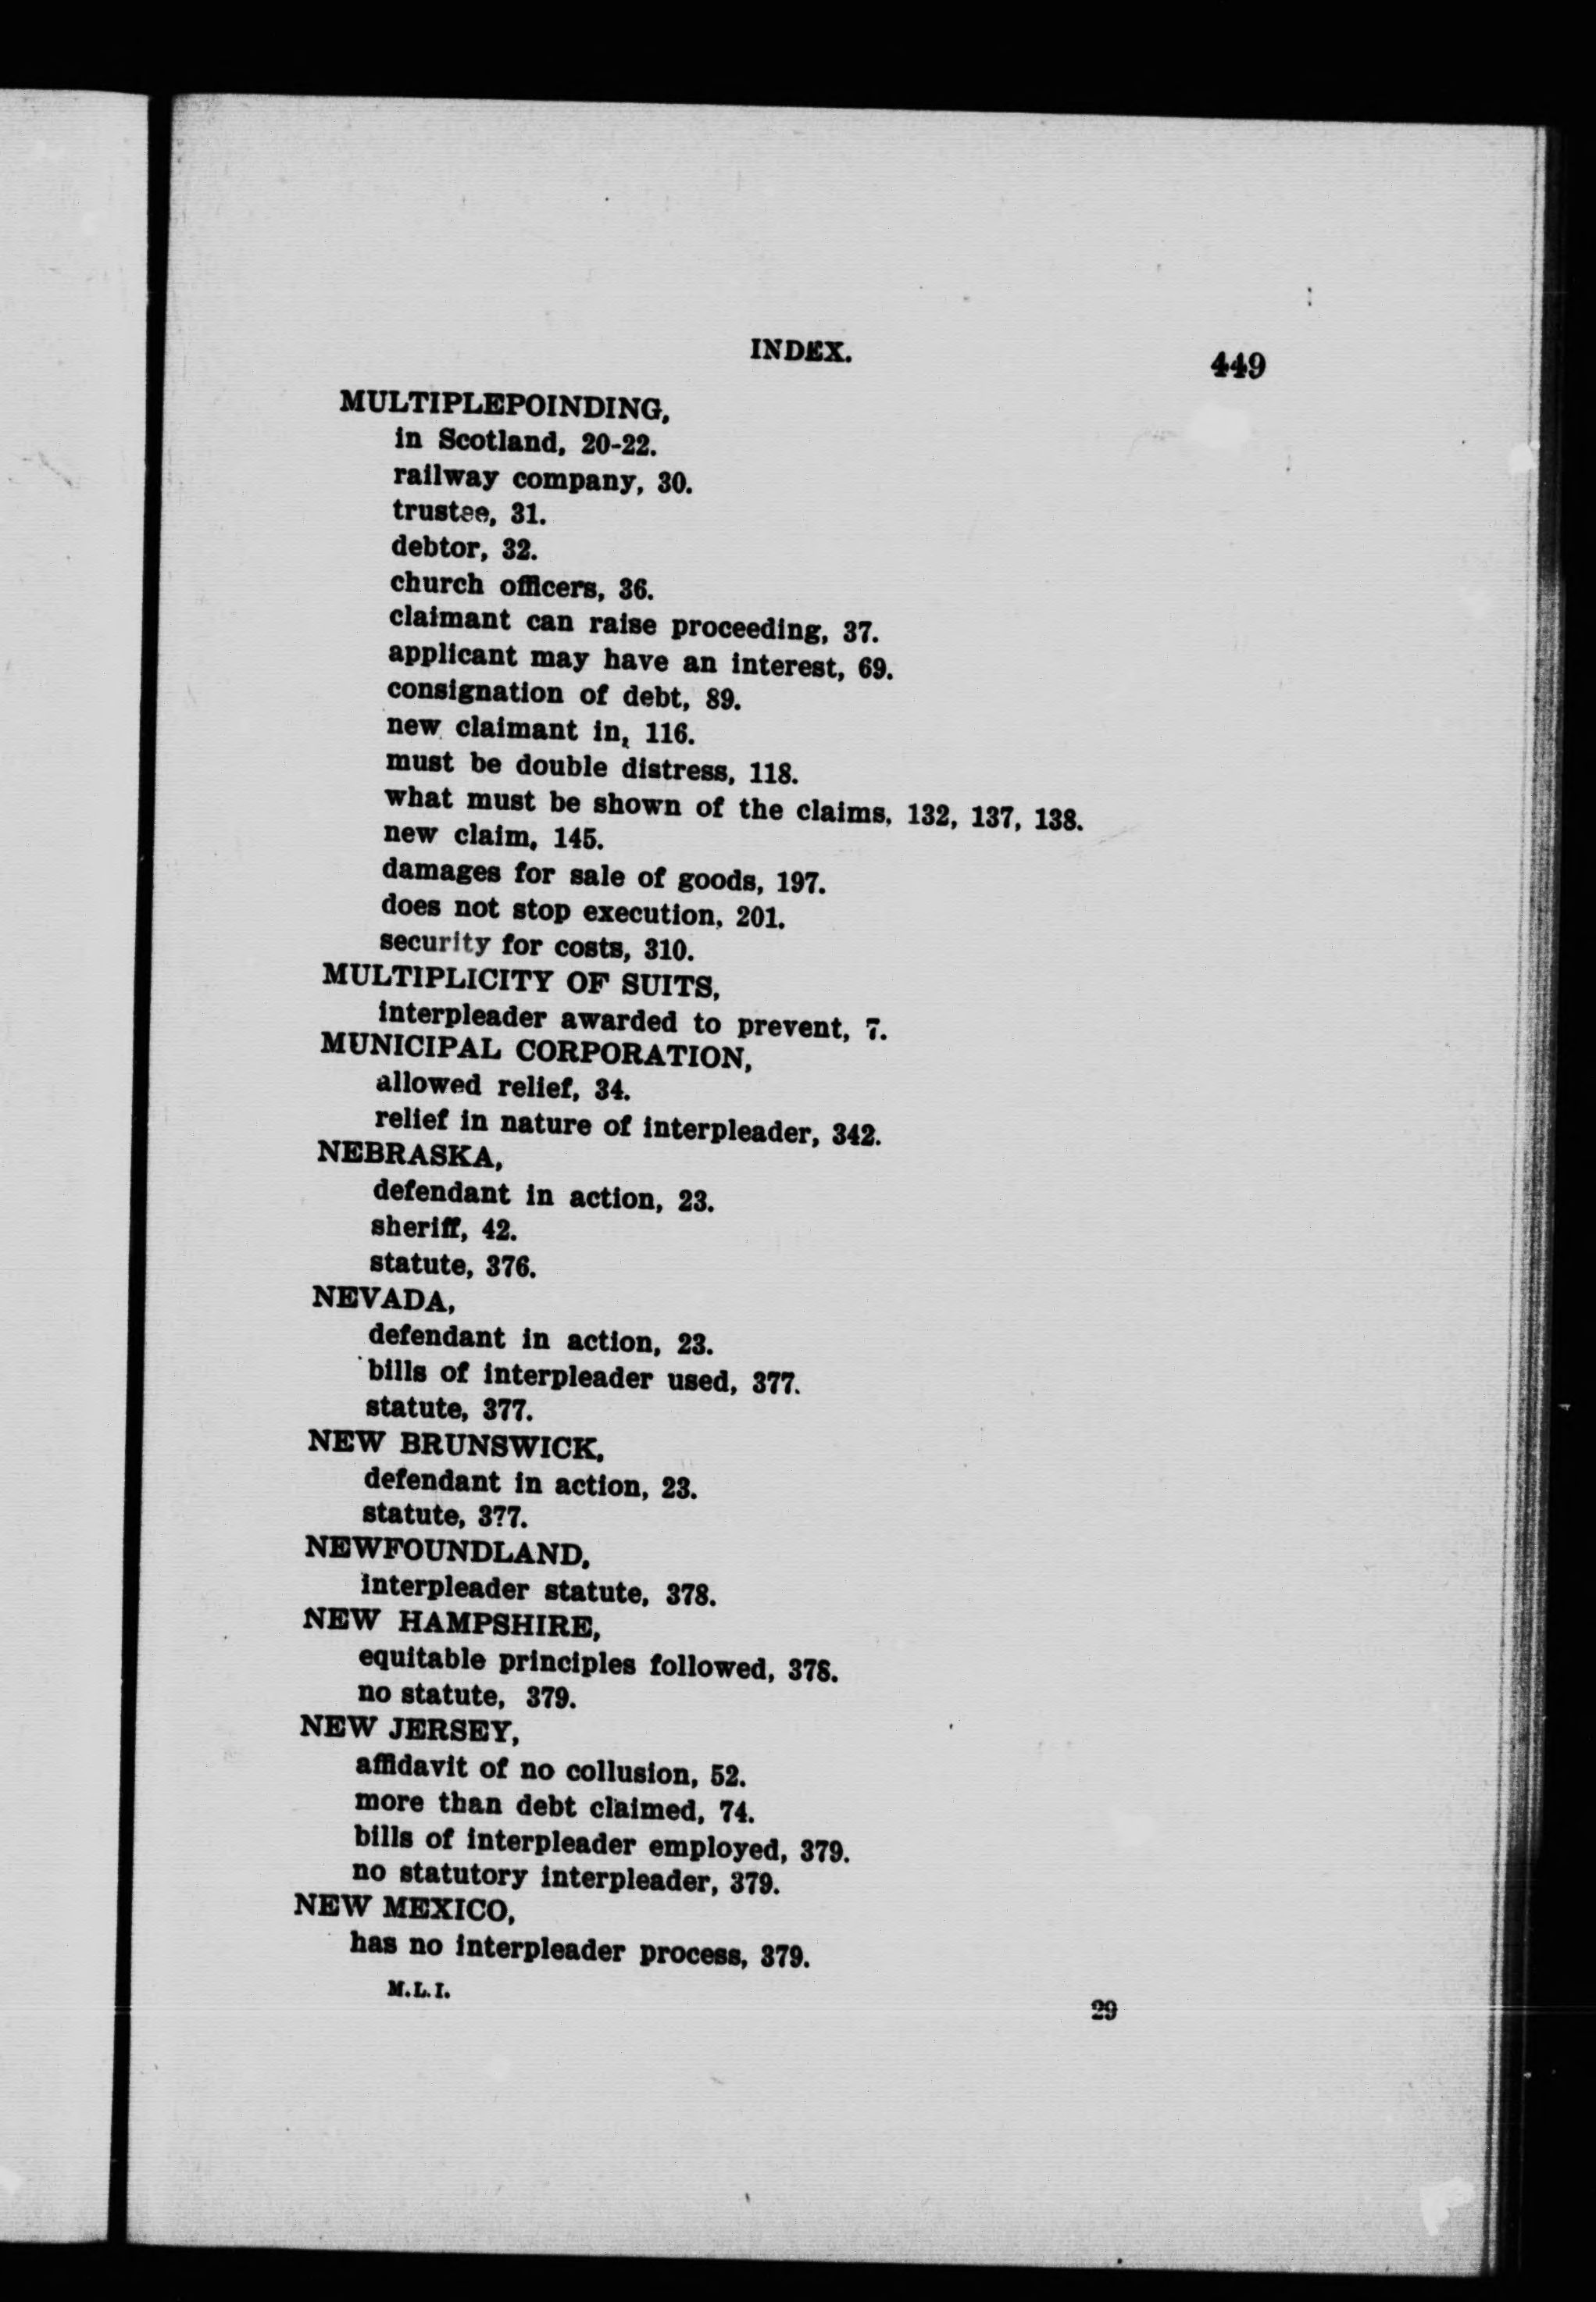 INDEX.
449
MULTIPLEPOINDING,
in Scotland, 20-22.
railway company, 30.
trustee, 31.
debtor, 32.
church officers, 36.
claimant can raise proceeding, 37.
applicant may have an interest, 69.
consignation of debt, 89.
new claimant in, 116.
must be double distress, 118.
what must be shown of the claims, 132, 137, 138.
new claim, 145.
damages for sale of goods, 197.
does not stop execution, 201.
security for costs, 310.
MULTIPLICITY OF SUITS,
interpleader awarded to prevent, 7.
MUNICIPAL CORPORATION,
allowed relief, 34.
relief in nature of interpleader, 342.
NEBRASKA,
defendant in action, 23.
sheriff, 42.
statute, 376.
NEVADA,
defendant in action, 23.
bills of interpleader used, 377.
statute, 377.
NEW BRUNSWICK,
defendant in action, 23.
statute, 377.
NEWFOUNDLAND,
interpleader statute, 378.
NEW HAMPSHIRE,
equitable principles followed, 378.
no statute, 379.
NEW JERSEY,
affidavit of no collusion, 52.
more than debt claimed, 74.
bills of interpleader employed, 379.
no statutory interpleader, 379.
NEW MEXICO,
has no interpleader process, 379.
M.L.I.
29